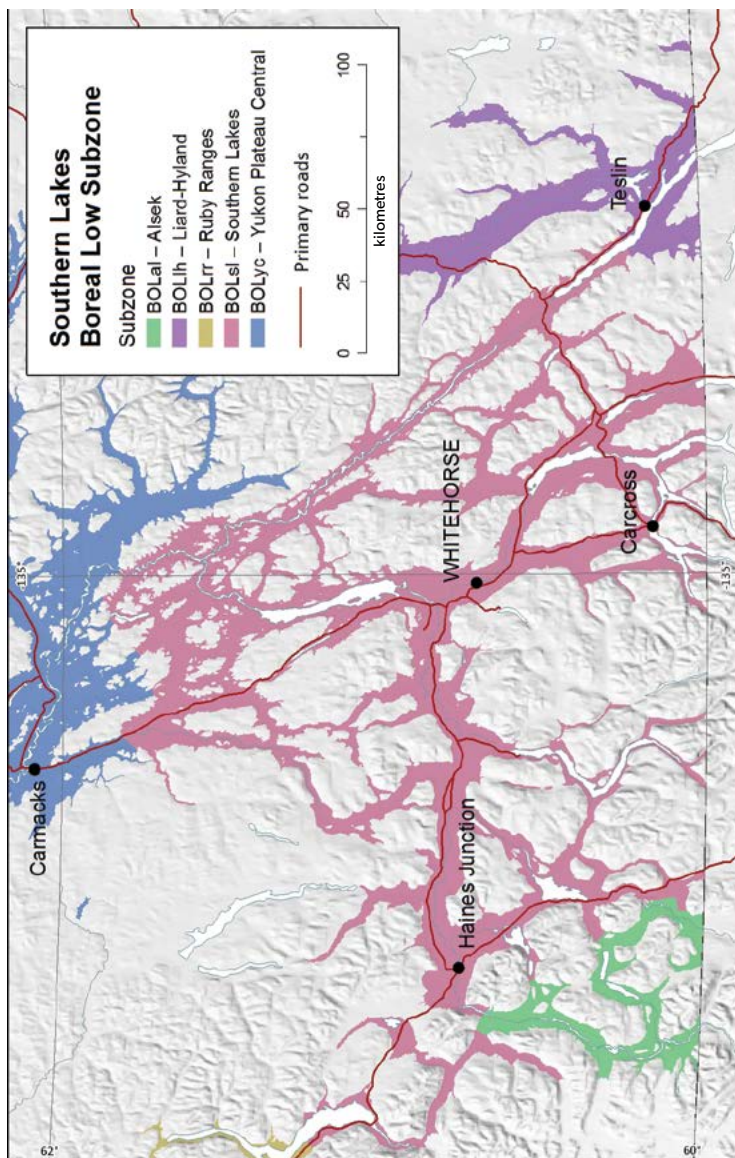 Southern Lakes
Boreal Low Subzone
Subzone
BOLal – Alsek
BOLlh – Liard-Hyland
BOLrr – Ruby Ranges
BOLsl – Southern Lakes
BOLyc – Yukon Plateau Central
Primary roads
0 25 50 100
kilometres
Carmacks
Haines Junction
WHITEHORSE
Carcross
Teslin
62°
60°
-135°
-135°